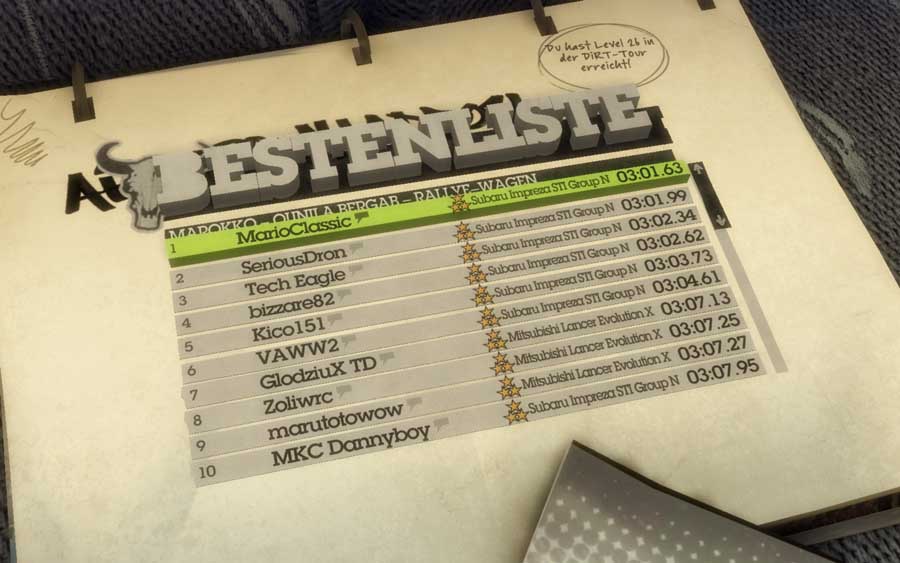 Du hast Level 26 in
der DiRT-Tour
erreicht!
BESTENLISTE
MAROKKO - OUNILA BERGAB - RALLYE-WAGEN
1 MarioClassic Subaru Impreza STI Group N 03:01.63
2 SeriousDron Subaru Impreza STI Group N 03:01.99
3 Tech Eagle Subaru Impreza STI Group N 03:02.34
4 bizzare82 Subaru Impreza STI Group N 03:02.62
5 Kico151 Subaru Impreza STI Group N 03:03.73
6 VAWW2 Subaru Impreza STI Group N 03:04.61
7 GlodziuX TD Mitsubishi Lancer Evolution X 03:07.13
8 Zoliwrc Mitsubishi Lancer Evolution X 03:07.25
9 marutotowow Mitsubishi Lancer Evolution X 03:07.27
10 MKC Dannyboy Subaru Impreza STI Group N 03:07.95